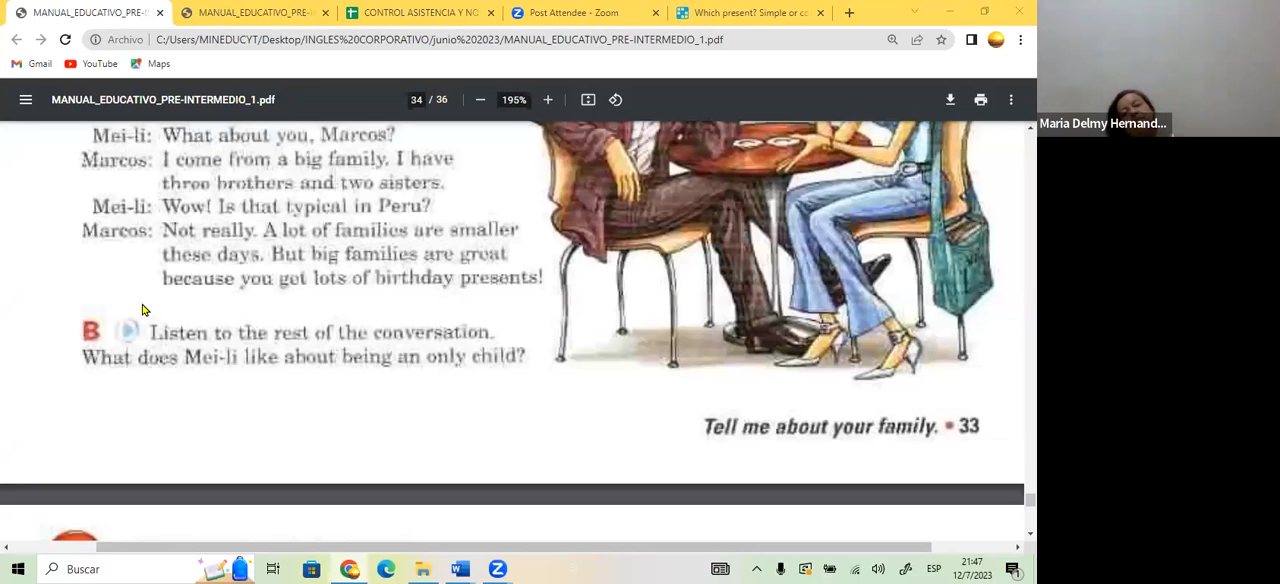 MANUAL_EDUCATIVO_PRE-I
MANUAL_EDUCATIVO_PRE-
CONTROL ASISTENCIA Y NO
Post Attendee - Zoom
Which present? Simple or co
Archivo
C:/Users/MINEDUCYT/Desktop/INGLES%20CORPORATIVO/junio%202023/MANUAL_EDUCATIVO_PRE-INTERMEDIO_1.pdf
Gmail
YouTube
Maps
MANUAL_EDUCATIVO_PRE-INTERMEDIO_1.pdf
34 / 36
195%
Maria Delmy Hernand...
Mei-li: What about you, Marcos?
Marcos: I come from a big family. I have
three brothers and two sisters.
Mei-li: Wow! Is that typical in Peru?
Marcos: Not really. A lot of families are smaller
these days. But big families are great
because you get lots of birthday presents!
B Listen to the rest of the conversation.
What does Mei-li like about being an only child?
Tell me about your family. • 33
Buscar
ESP
21:47
12/7/2023
1